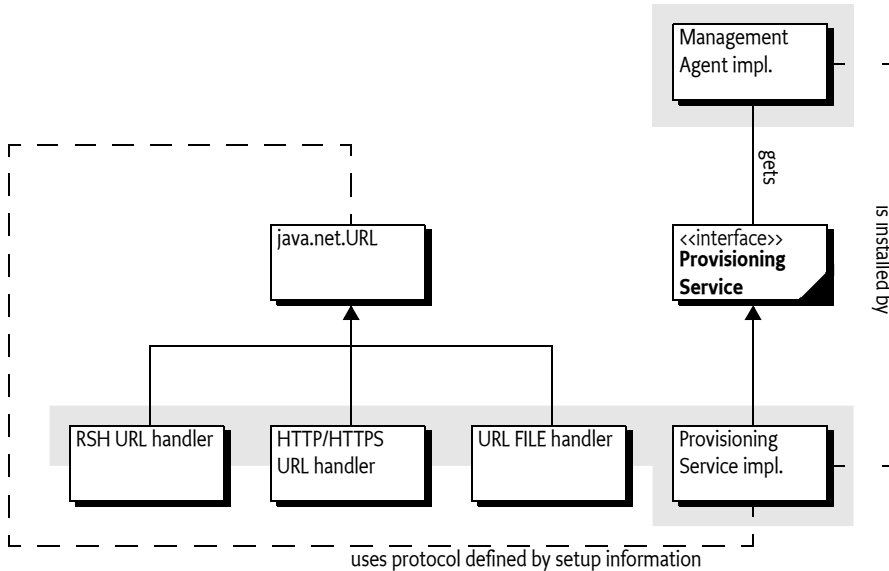 Management
Agent impl.
gets
java.net.URL
<<interface>>
Provisioning
Service
is installed by
RSH URL handler
HTTP/HTTPS
URL handler
URL FILE handler
Provisioning
Service impl.
uses protocol defined by setup information